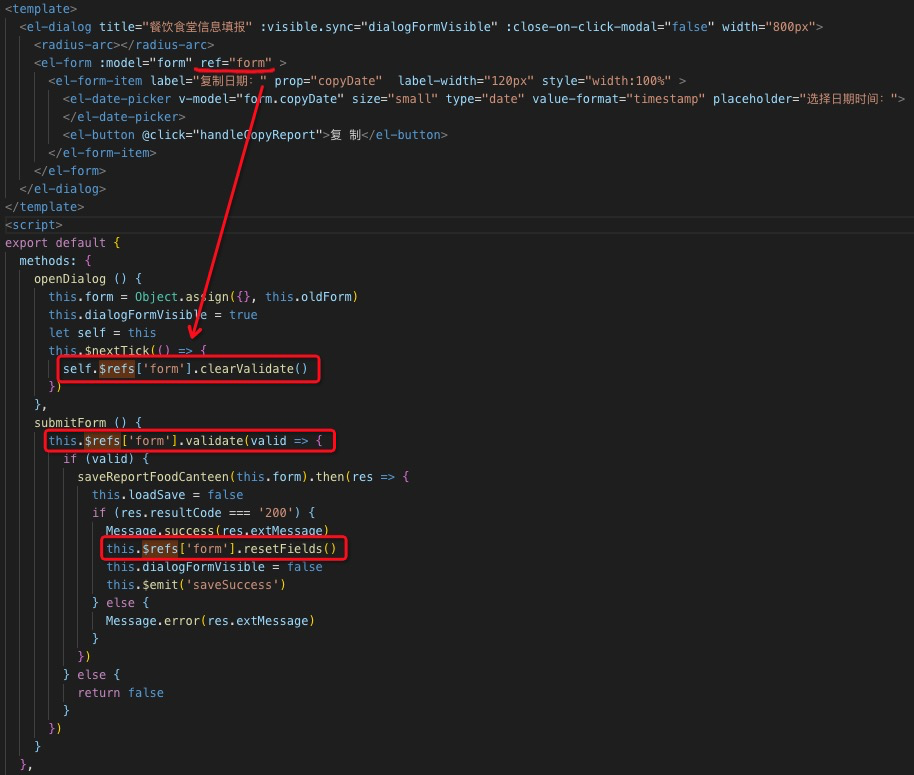 <template>
<el-dialog title="餐饮食堂信息填报" :visible.sync="dialogFormVisible" :close-on-click-modal="false" width="800px">
<radius-arc></radius-arc>
<el-form :model="form" ref="form" >
<el-form-item label="复制日期：" prop="copyDate"  label-width="120px" style="width:100%" >
<el-date-picker v-model="form.copyDate" size="small" type="date" value-format="timestamp" placeholder="选择日期时间：">
</el-date-picker>
<el-button @click="handleCopyReport">复 制</el-button>
</el-form-item>
</el-form>
</el-dialog>
</template>
<script>
export default {
methods: {
openDialog () {
this.form = Object.assign({}, this.oldForm)
this.dialogFormVisible = true
let self = this
this.$nextTick(() => {
self.$refs['form'].clearValidate()
})
},
submitForm () {
this.$refs['form'].validate(valid => {
if (valid) {
saveReportFoodCanteen(this.form).then(res => {
this.loadSave = false
if (res.resultCode === '200') {
Message.success(res.extMessage)
this.$refs['form'].resetFields()
this.dialogFormVisible = false
this.$emit('saveSuccess')
} else {
Message.error(res.extMessage)
}
})
} else {
return false
}
})
}
},